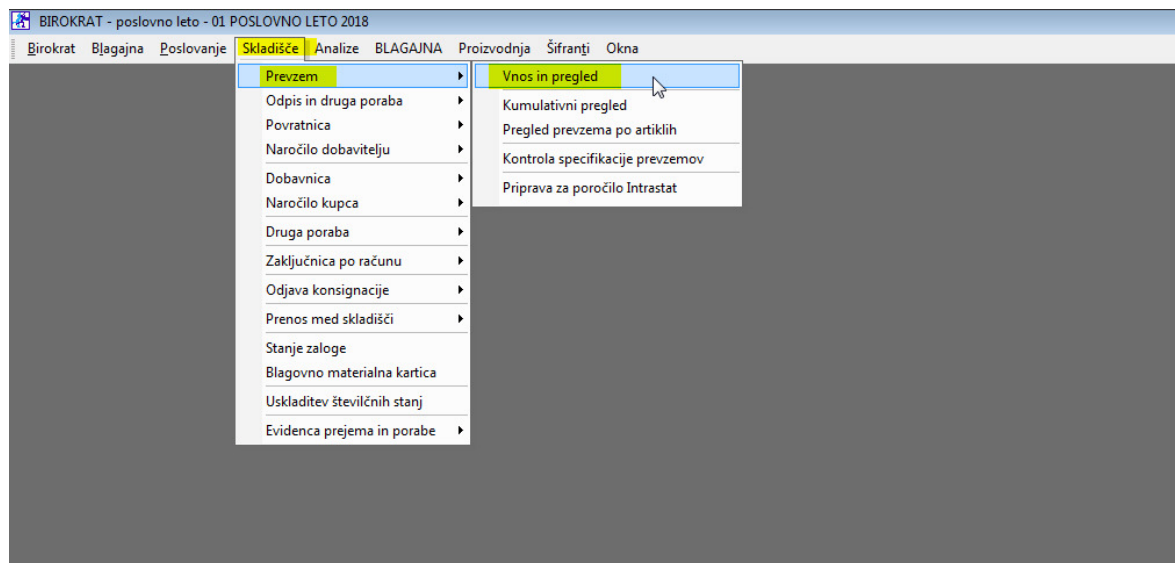 BIROKRAT - poslovno leto - 01 POSLOVNO LETO 2018
Birokrat Blagajna Poslovanje Skladišče Analize BLAGAJNA Proizvodnja Šifranti Okna
Prevzem
Odpis in druga poraba
Povratnica
Naročilo dobavitelju
Dobavnica
Naročilo kupca
Druga poraba
Zaključnica po računu
Odjava konsignacije
Prenos med skladišči
Stanje zaloge
Blagovno materialna kartica
Uskladitev številčnih stanj
Evidenca prejema in porabe
Vnos in pregled
Kumulativni pregled
Pregled prevzema po artiklih
Kontrola specifikacije prevzemov
Priprava za poročilo Intrastat